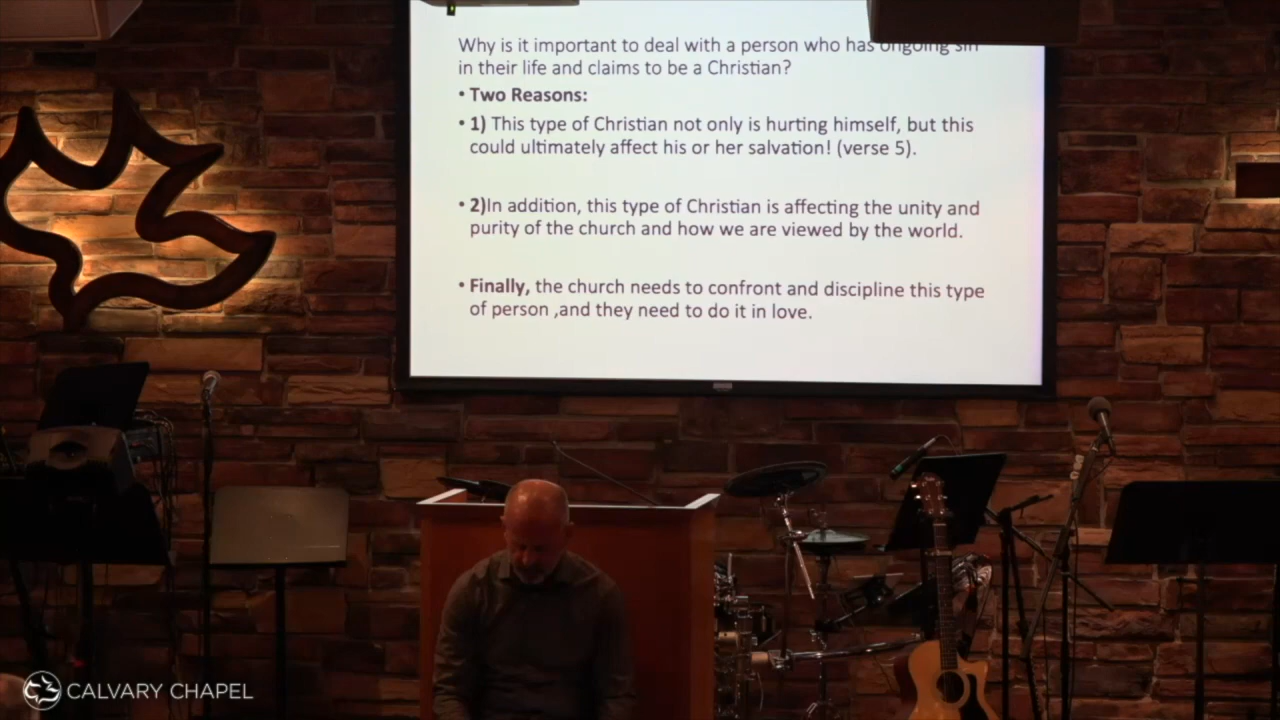 Why is it important to deal with a person who has ongoing sin
in their life and claims to be a Christian?
• Two Reasons:
• 1) This type of Christian not only is hurting himself, but this
could ultimately affect his or her salvation! (verse 5).
• 2)In addition, this type of Christian is affecting the unity and
purity of the church and how we are viewed by the world.
• Finally, the church needs to confront and discipline this type
of person ,and they need to do it in love.
CALVARY CHAPEL